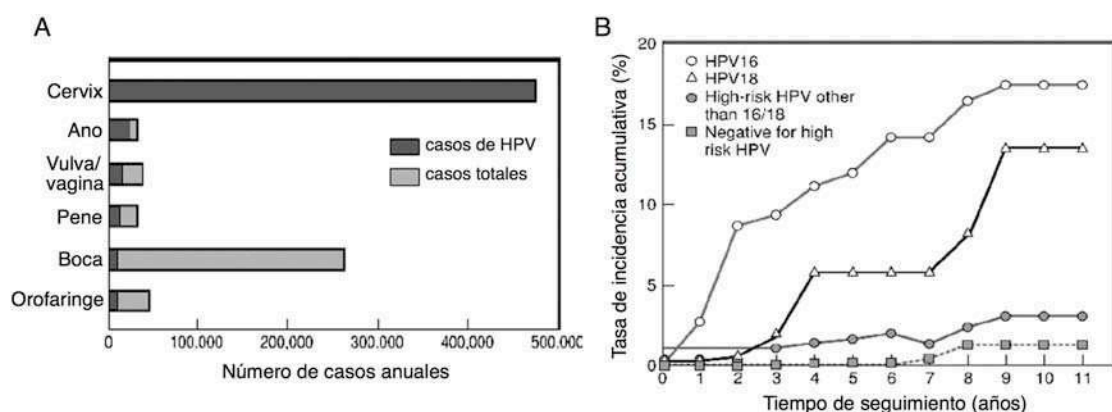 A
Cervix
Ano
Vulva/
vagina
Pene
Boca
Orofaringe
casos de HPV
casos totales
0
100,000
200,000
300,000
400,000
500.000
Número de casos anuales
B
Tasa de incidencia acumulativa (%)
20
15
10
5
0
HPV16
HPV18
High-risk HPV other
than 16/18
Negative for high
risk HPV
0 1 2 3 4 5 6 7 8 9 10 11
Tiempo de seguimiento (años)